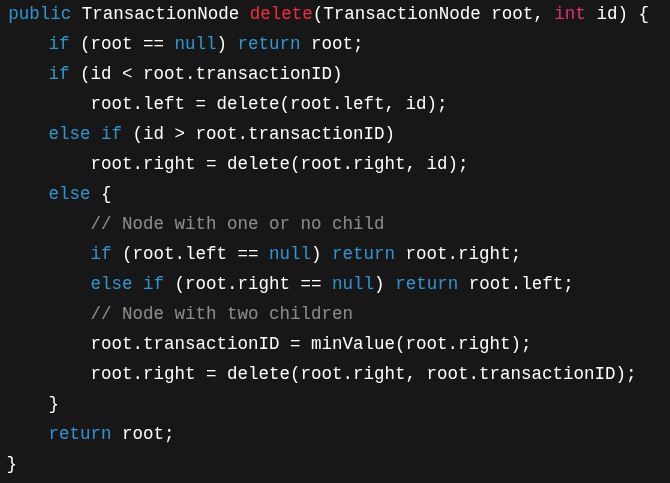 public TransactionNode delete(TransactionNode root, int id) {
    if (root == null) return root;
    if (id < root.transactionID)
        root.left = delete(root.left, id);
    else if (id > root.transactionID)
        root.right = delete(root.right, id);
    else {
        // Node with one or no child
        if (root.left == null) return root.right;
        else if (root.right == null) return root.left;
        // Node with two children
        root.transactionID = minValue(root.right);
        root.right = delete(root.right, root.transactionID);
    }
    return root;
}